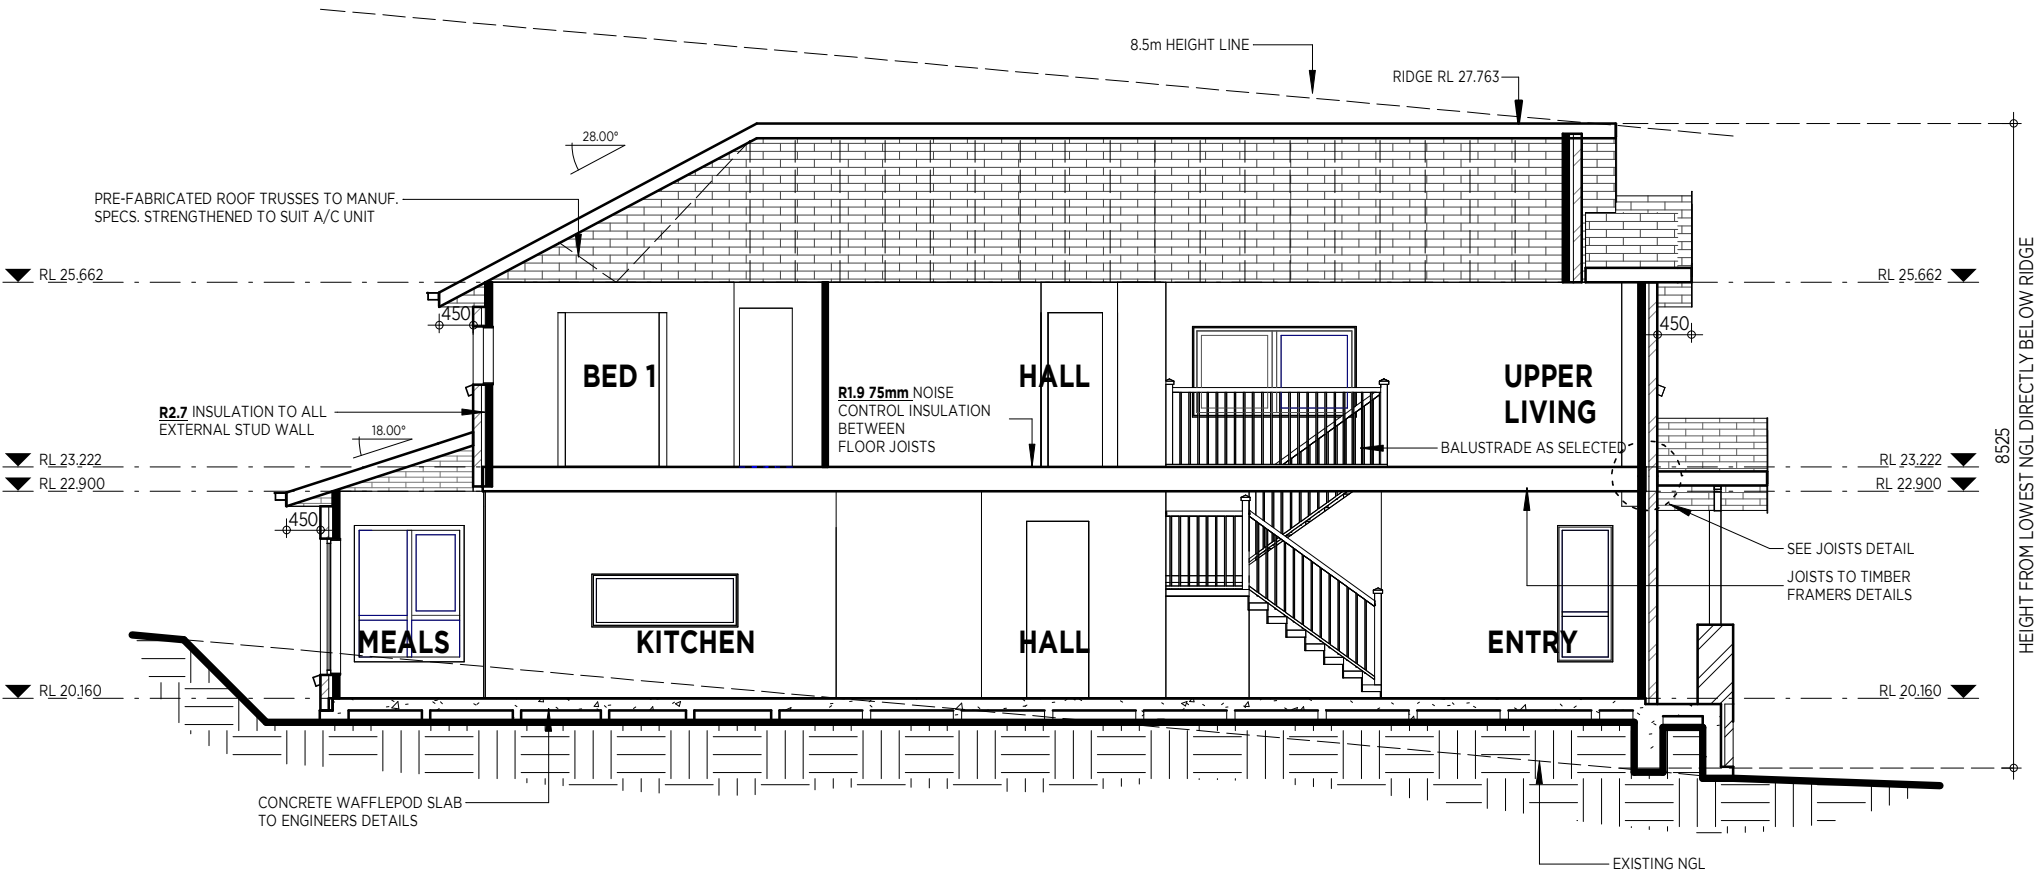 8.5m HEIGHT LINE
RIDGE RL 27.763
28.00°
PRE-FABRICATED ROOF TRUSSES TO MANUF.
SPECS. STRENGTHENED TO SUIT A/C UNIT
RL 25.662
RL 25.662
450
450
BED 1
HALL
UPPER
LIVING
R1.9 75mm NOISE
CONTROL INSULATION
BETWEEN
FLOOR JOISTS
R2.7 INSULATION TO ALL
EXTERNAL STUD WALL
18.00°
BALUSTRADE AS SELECTED
RL 23.222
RL 23.222
RL 22.900
RL 22.900
450
SEE JOISTS DETAIL
JOISTS TO TIMBER
FRAMERS DETAILS
MEALS
KITCHEN
HALL
ENTRY
RL 20.160
RL 20.160
CONCRETE WAFFLEPOD SLAB
TO ENGINEERS DETAILS
EXISTING NGL
8525
HEIGHT FROM LOWEST NGL DIRECTLY BELOW RIDGE